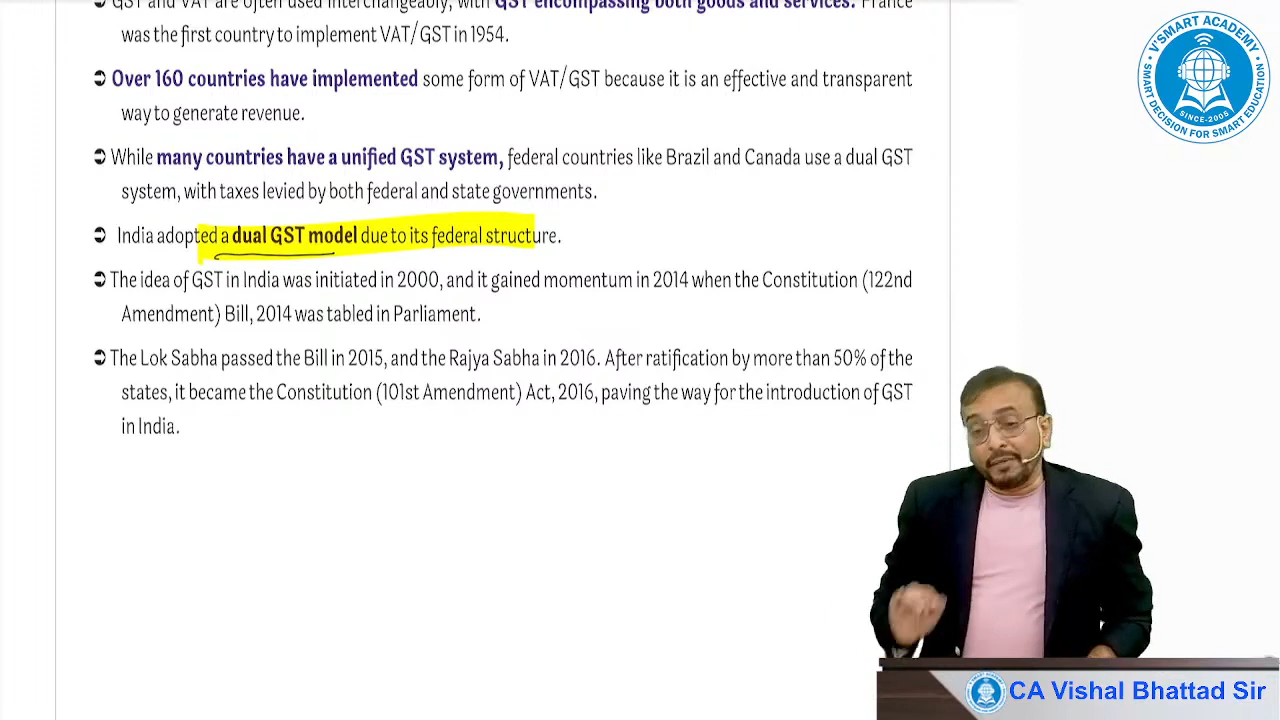 GST and VAT are often used interchangeably, with GST encompassing both goods and services. France
was the first country to implement VAT/GST in 1954.
➲ Over 160 countries have implemented some form of VAT/GST because it is an effective and transparent
way to generate revenue.
➲ While many countries have a unified GST system, federal countries like Brazil and Canada use a dual GST
system, with taxes levied by both federal and state governments.
➲ India adopted a dual GST model due to its federal structure.
➲ The idea of GST in India was initiated in 2000, and it gained momentum in 2014 when the Constitution (122nd
Amendment) Bill, 2014 was tabled in Parliament.
➲ The Lok Sabha passed the Bill in 2015, and the Rajya Sabha in 2016. After ratification by more than 50% of the
states, it became the Constitution (101st Amendment) Act, 2016, paving the way for the introduction of GST
in India.
V'SMART ACADEMY
SINCE-2005
SMART DECISION FOR SMART EDUCATION
CA Vishal Bhattad Sir